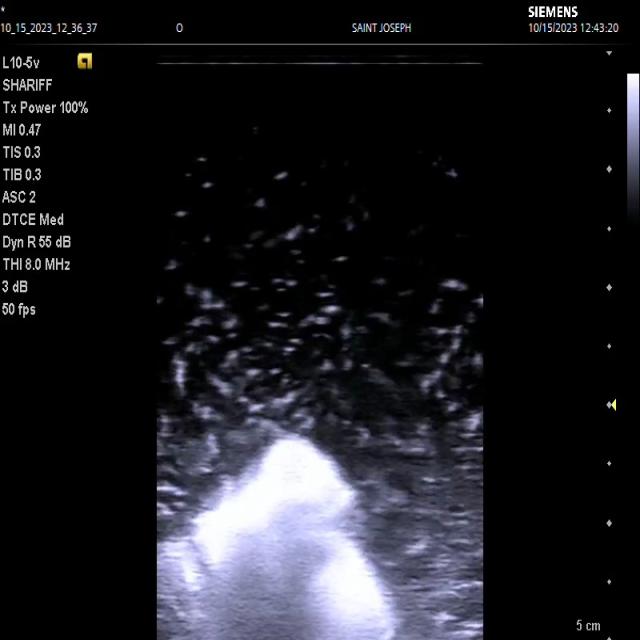 *
SIEMENS
10_15_2023_12_36_37 O SAINT JOSEPH 10/15/2023 12:43:20
L10-5v
SHARIFF
Tx Power 100%
MI 0.47
TIS 0.3
TIB 0.3
ASC 2
DTCE Med
Dyn R 55 dB
THI 8.0 MHz
3 dB
50 fps
5 cm